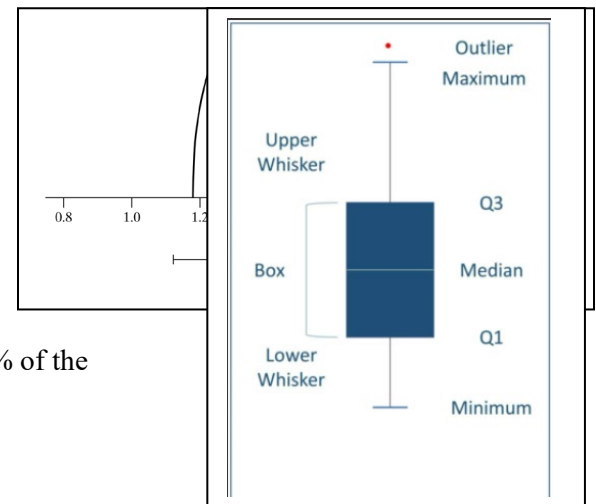 Outlier
Maximum
Upper
Whisker
0.8 1.0 1.2
Q3
Box
Median
Q1
% of the
Lower
Whisker
Minimum